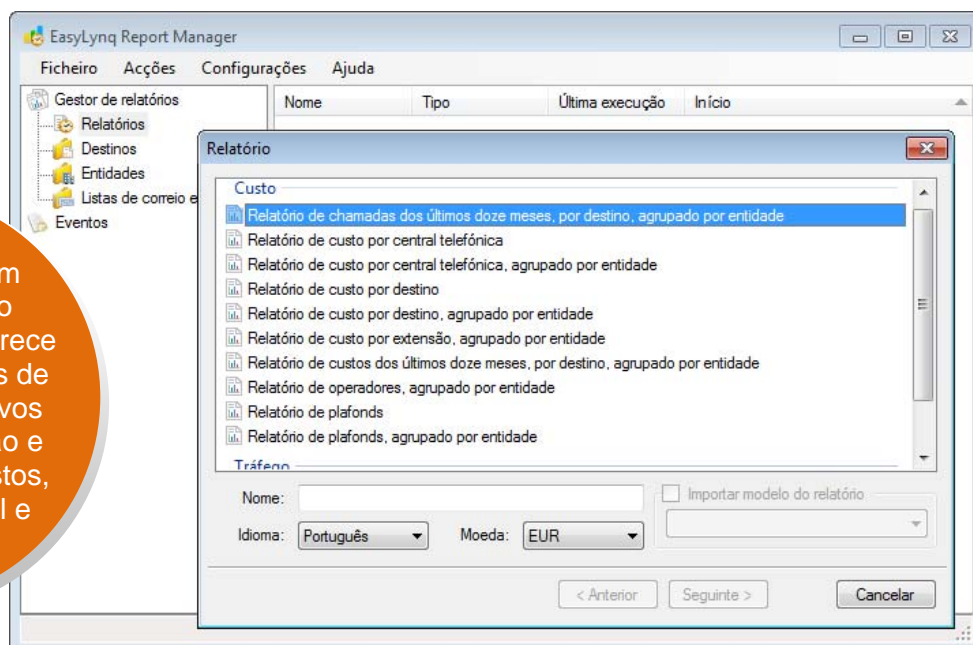 EasyLynq Report Manager
Ficheiro Acções Configurações Ajuda
Gestor de relatórios
Relatórios
Destinos
Entidades
Listas de correio e
Eventos
Nome Tipo Última execução Início
Relatório
Custo
Relatório de chamadas dos últimos doze meses, por destino, agrupado por entidade
Relatório de custo por central telefónica
Relatório de custo por central telefónica, agrupado por entidade
Relatório de custo por destino
Relatório de custo por destino, agrupado por entidade
Relatório de custo por extensão, agrupado por entidade
Relatório de custos dos últimos doze meses, por destino, agrupado por entidade
Relatório de operadores, agrupado por entidade
Relatório de plafonds
Relatório de plafonds, agrupado por entidade
Tráfego
Nome:
Importar modelo do relatório
Idioma: Português Moeda: EUR
< Anterior Seguinte > Cancelar
m
o
rece
s de
vos
o e
stos,
l e